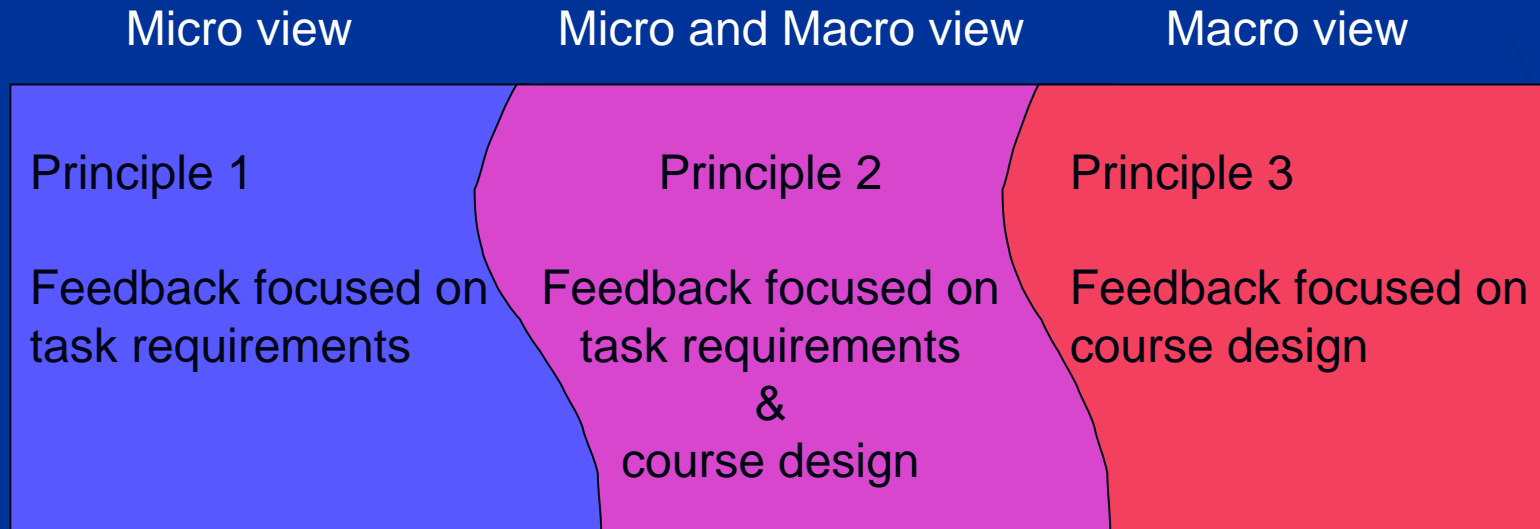 Micro view
Micro and Macro view
Macro view
Principle 1
Feedback focused on
task requirements
Principle 2
Feedback focused on
task requirements
&
course design
Principle 3
Feedback focused on
course design